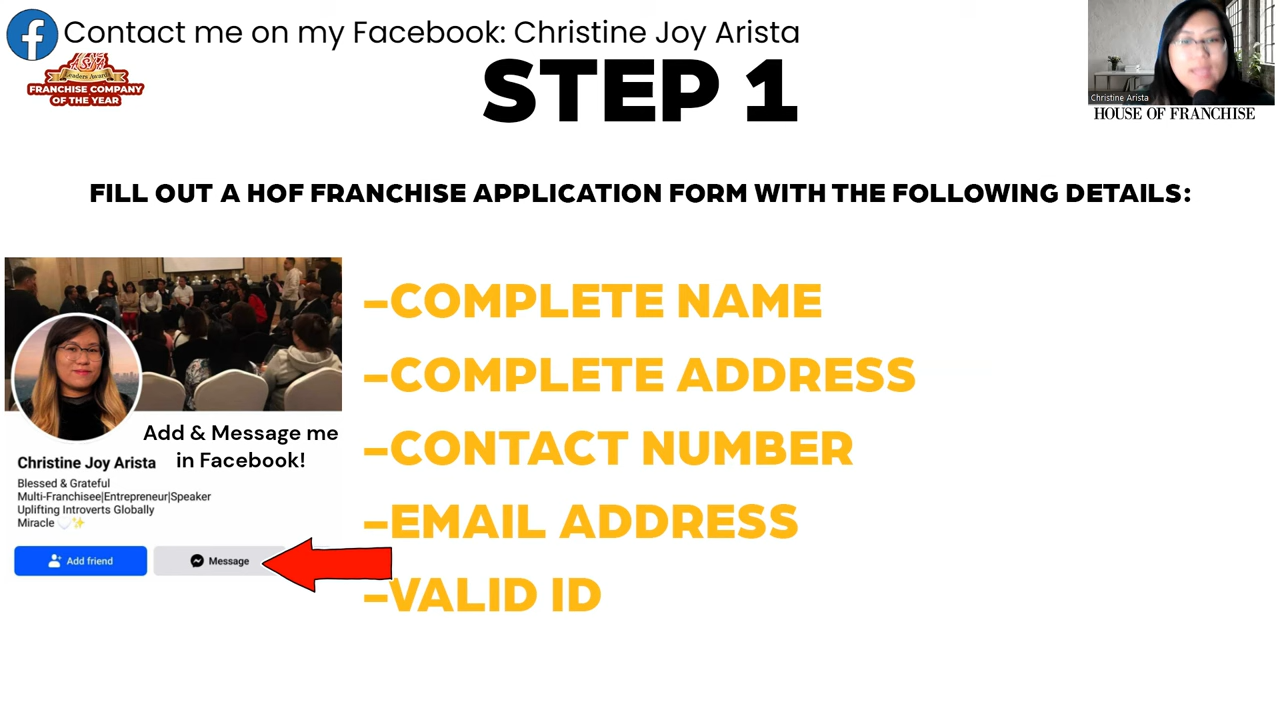 Contact me on my Facebook: Christine Joy Arista
Leaders Awards
FRANCHISE COMPANY
OF THE YEAR
STEP 1
Christine Arista
HOUSE OF FRANCHISE
FILL OUT A HOF FRANCHISE APPLICATION FORM WITH THE FOLLOWING DETAILS:
-COMPLETE NAME
-COMPLETE ADDRESS
-CONTACT NUMBER
-EMAIL ADDRESS
-VALID ID
Add & Message me
in Facebook!
Christine Joy Arista
Blessed & Grateful
Multi-Franchisee|Entrepreneur|Speaker
Uplifting Introverts Globally
Miracle 🤍✨
Add friend
Message